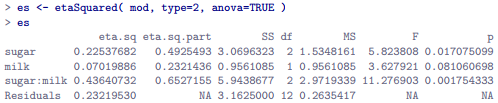 > es <- etaSquared( mod, type=2, anova=TRUE )
> es
eta.sq eta.sq.part SS df MS F p
sugar 0.22537682 0.4925493 3.0696323 2 1.5348161 5.823808 0.017075099
milk 0.07019886 0.2321436 0.9561085 1 0.9561085 3.627921 0.081060698
sugar:milk 0.43640732 0.6527155 5.9438677 2 2.9719339 11.276903 0.001754333
Residuals 0.23219530 NA 3.1625000 12 0.2635417 NA NA